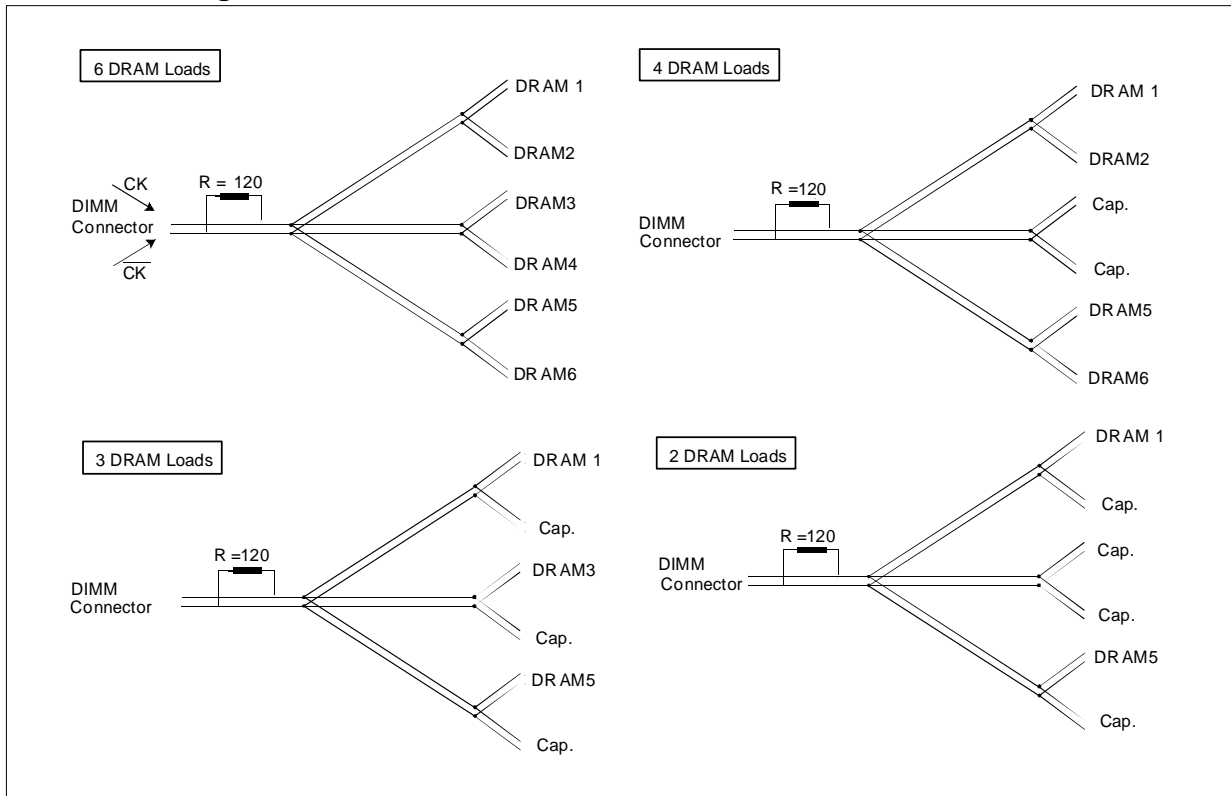 6 DRAM Loads
DRAM 1
DRAM2
R = 120
CK
DIMM
Connector
CK
DRAM3
DRAM4
DRAM5
DRAM6
4 DRAM Loads
DRAM 1
DRAM2
R =120
DIMM
Connector
Cap.
Cap.
DRAM5
DRAM6
3 DRAM Loads
DRAM 1
Cap.
R =120
DIMM
Connector
DRAM3
Cap.
DRAM5
Cap.
2 DRAM Loads
DRAM 1
Cap.
R =120
DIMM
Connector
Cap.
Cap.
DRAM5
Cap.